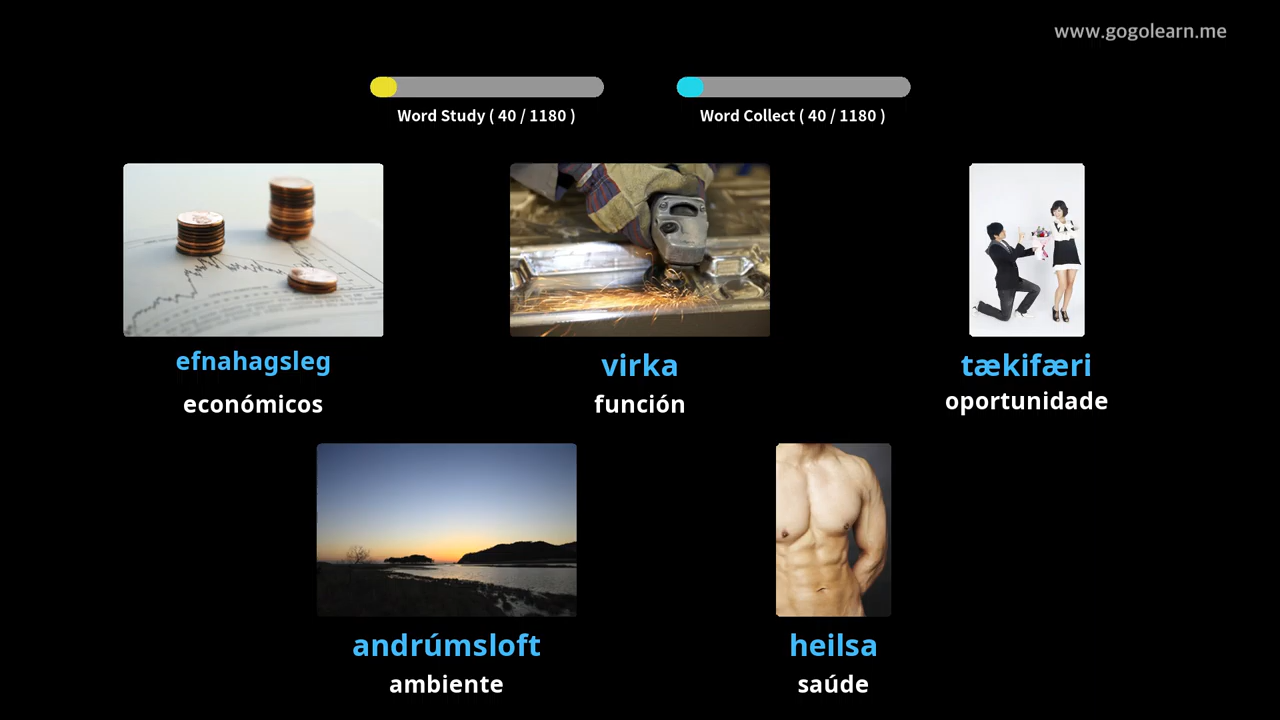 www.gogolearn.me
Word Study ( 40 / 1180 )
Word Collect ( 40 / 1180 )
efnahagsleg
económicos
virka
función
tækifæri
oportunidade
andrúmsloft
ambiente
heilsa
saúde